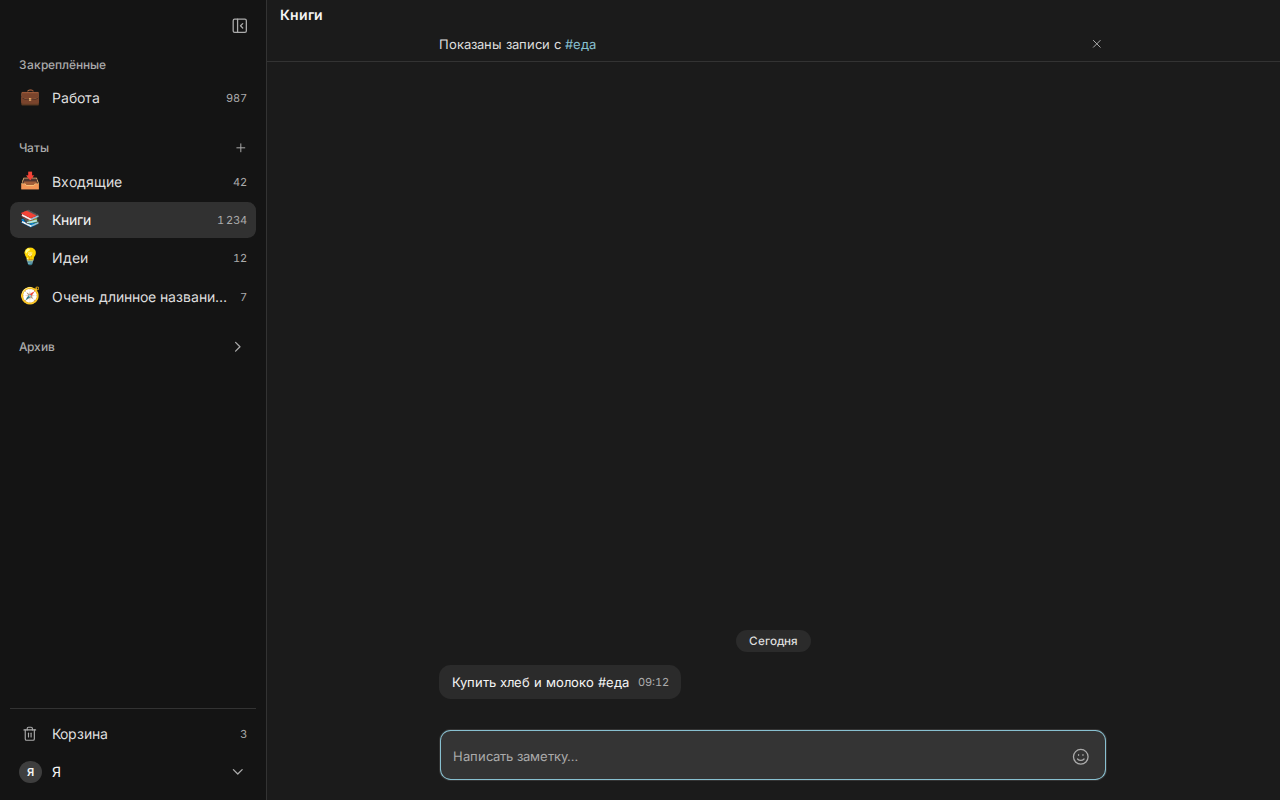 Закреплённые
Работа 987
Чаты
Входящие 42
Книги 1 234
Идеи 12
Очень длинное названи... 7
Архив
Корзина 3
Я Я
Книги
Показаны записи с #еда
Сегодня
Купить хлеб и молоко #еда 09:12
Написать заметку...